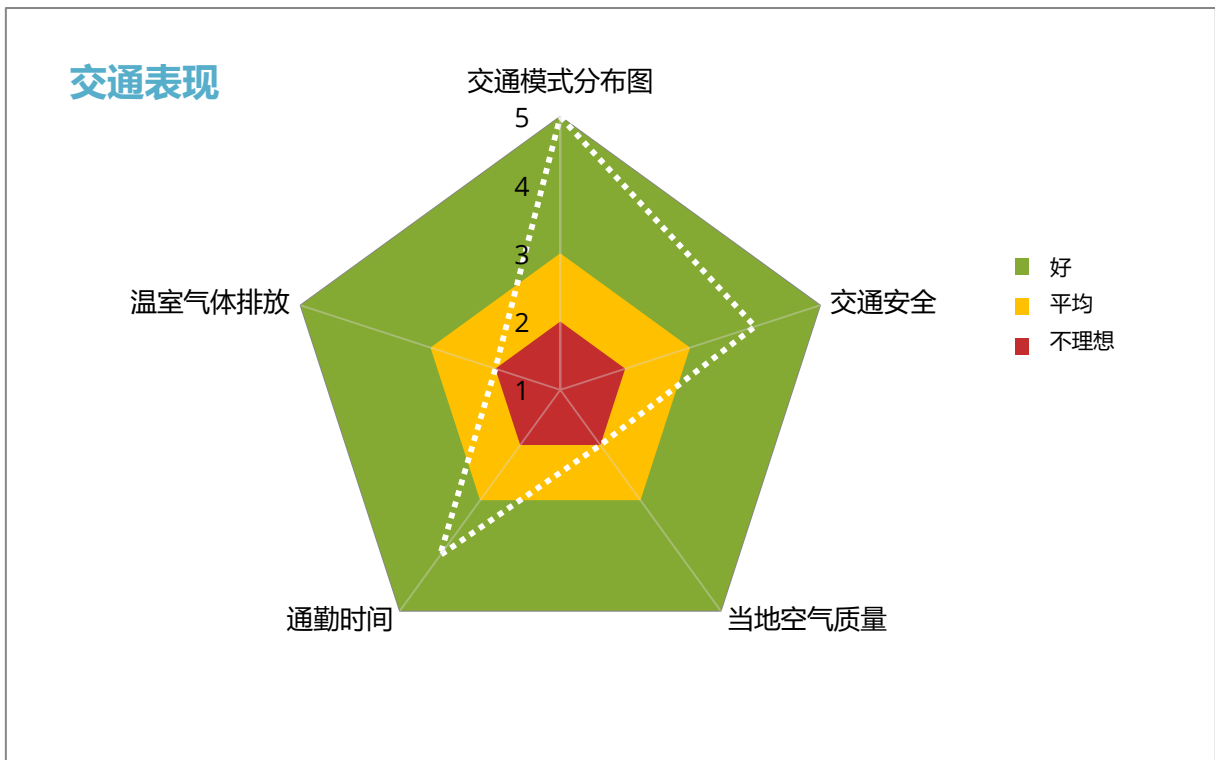 交通表现
交通模式分布图
5
4
3
2
1
温室气体排放
交通安全
通勤时间
当地空气质量
好
平均
不理想